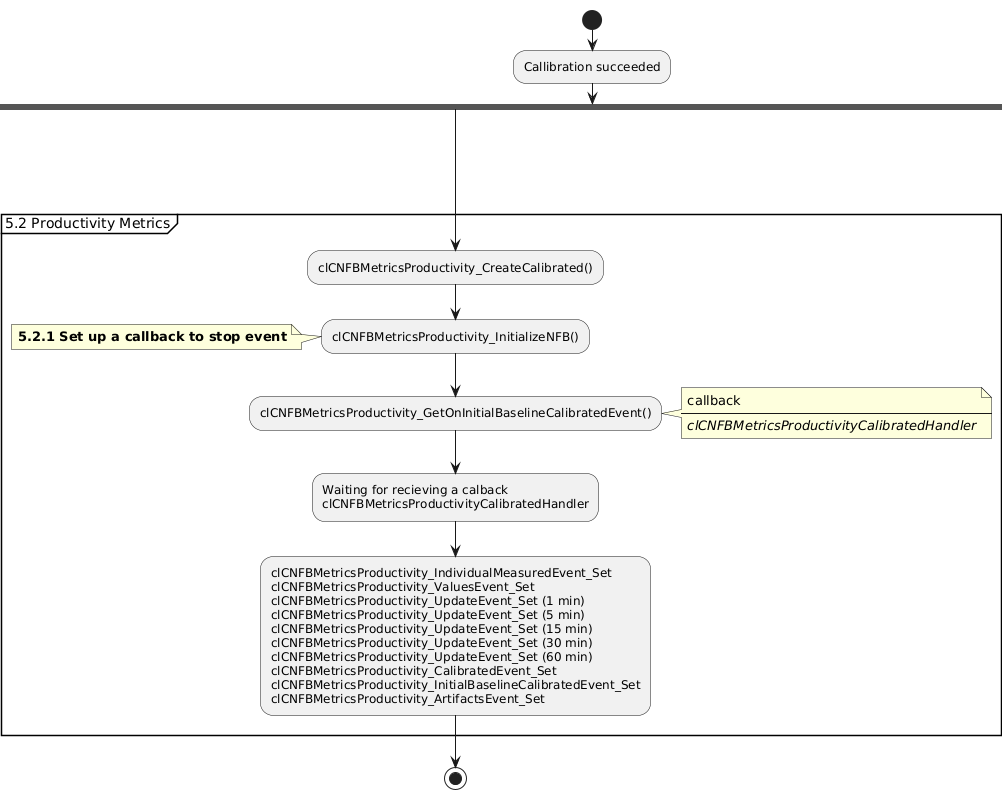 Callibration succeeded
5.2 Productivity Metrics
clCNFBMetricsProductivity_CreateCalibrated()
5.2.1 Set up a callback to stop event
clCNFBMetricsProductivity_InitializeNFB()
clCNFBMetricsProductivity_GetOnInitialBaselineCalibratedEvent()
callback
clCNFBMetricsProductivityCalibratedHandler
Waiting for recieving a calback
clCNFBMetricsProductivityCalibratedHandler
clCNFBMetricsProductivity_IndividualMeasuredEvent_Set
clCNFBMetricsProductivity_ValuesEvent_Set
clCNFBMetricsProductivity_UpdateEvent_Set (1 min)
clCNFBMetricsProductivity_UpdateEvent_Set (5 min)
clCNFBMetricsProductivity_UpdateEvent_Set (15 min)
clCNFBMetricsProductivity_UpdateEvent_Set (30 min)
clCNFBMetricsProductivity_UpdateEvent_Set (60 min)
clCNFBMetricsProductivity_CalibratedEvent_Set
clCNFBMetricsProductivity_InitialBaselineCalibratedEvent_Set
clCNFBMetricsProductivity_ArtifactsEvent_Set